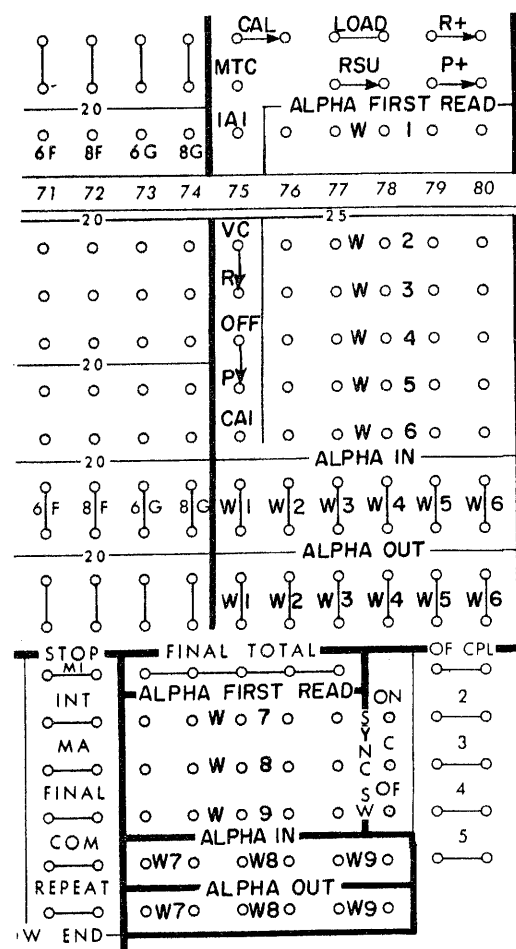 CAL LOAD R+
MTC RSU P+
20 ALPHA FIRST READ
6F 8F 6G 8G IAI W 1
71 72 73 74 75 76 77 78 79 80
20 VC 25
W 2
R W 3
OFF W 4
20 P W 5
CAI W 6
20 ALPHA IN
6F 8F 6G 8G W1 W2 W3 W4 W5 W6
20 ALPHA OUT
W1 W2 W3 W4 W5 W6
STOP FINAL TOTAL OF CPL
MI
INT ALPHA FIRST READ ON 2
W 7
MA SYNC SW C 3
W 8
FINAL OF 4
W 9
COM ALPHA IN 5
W7 W8 W9
REPEAT ALPHA OUT
W7 W8 W9
W END